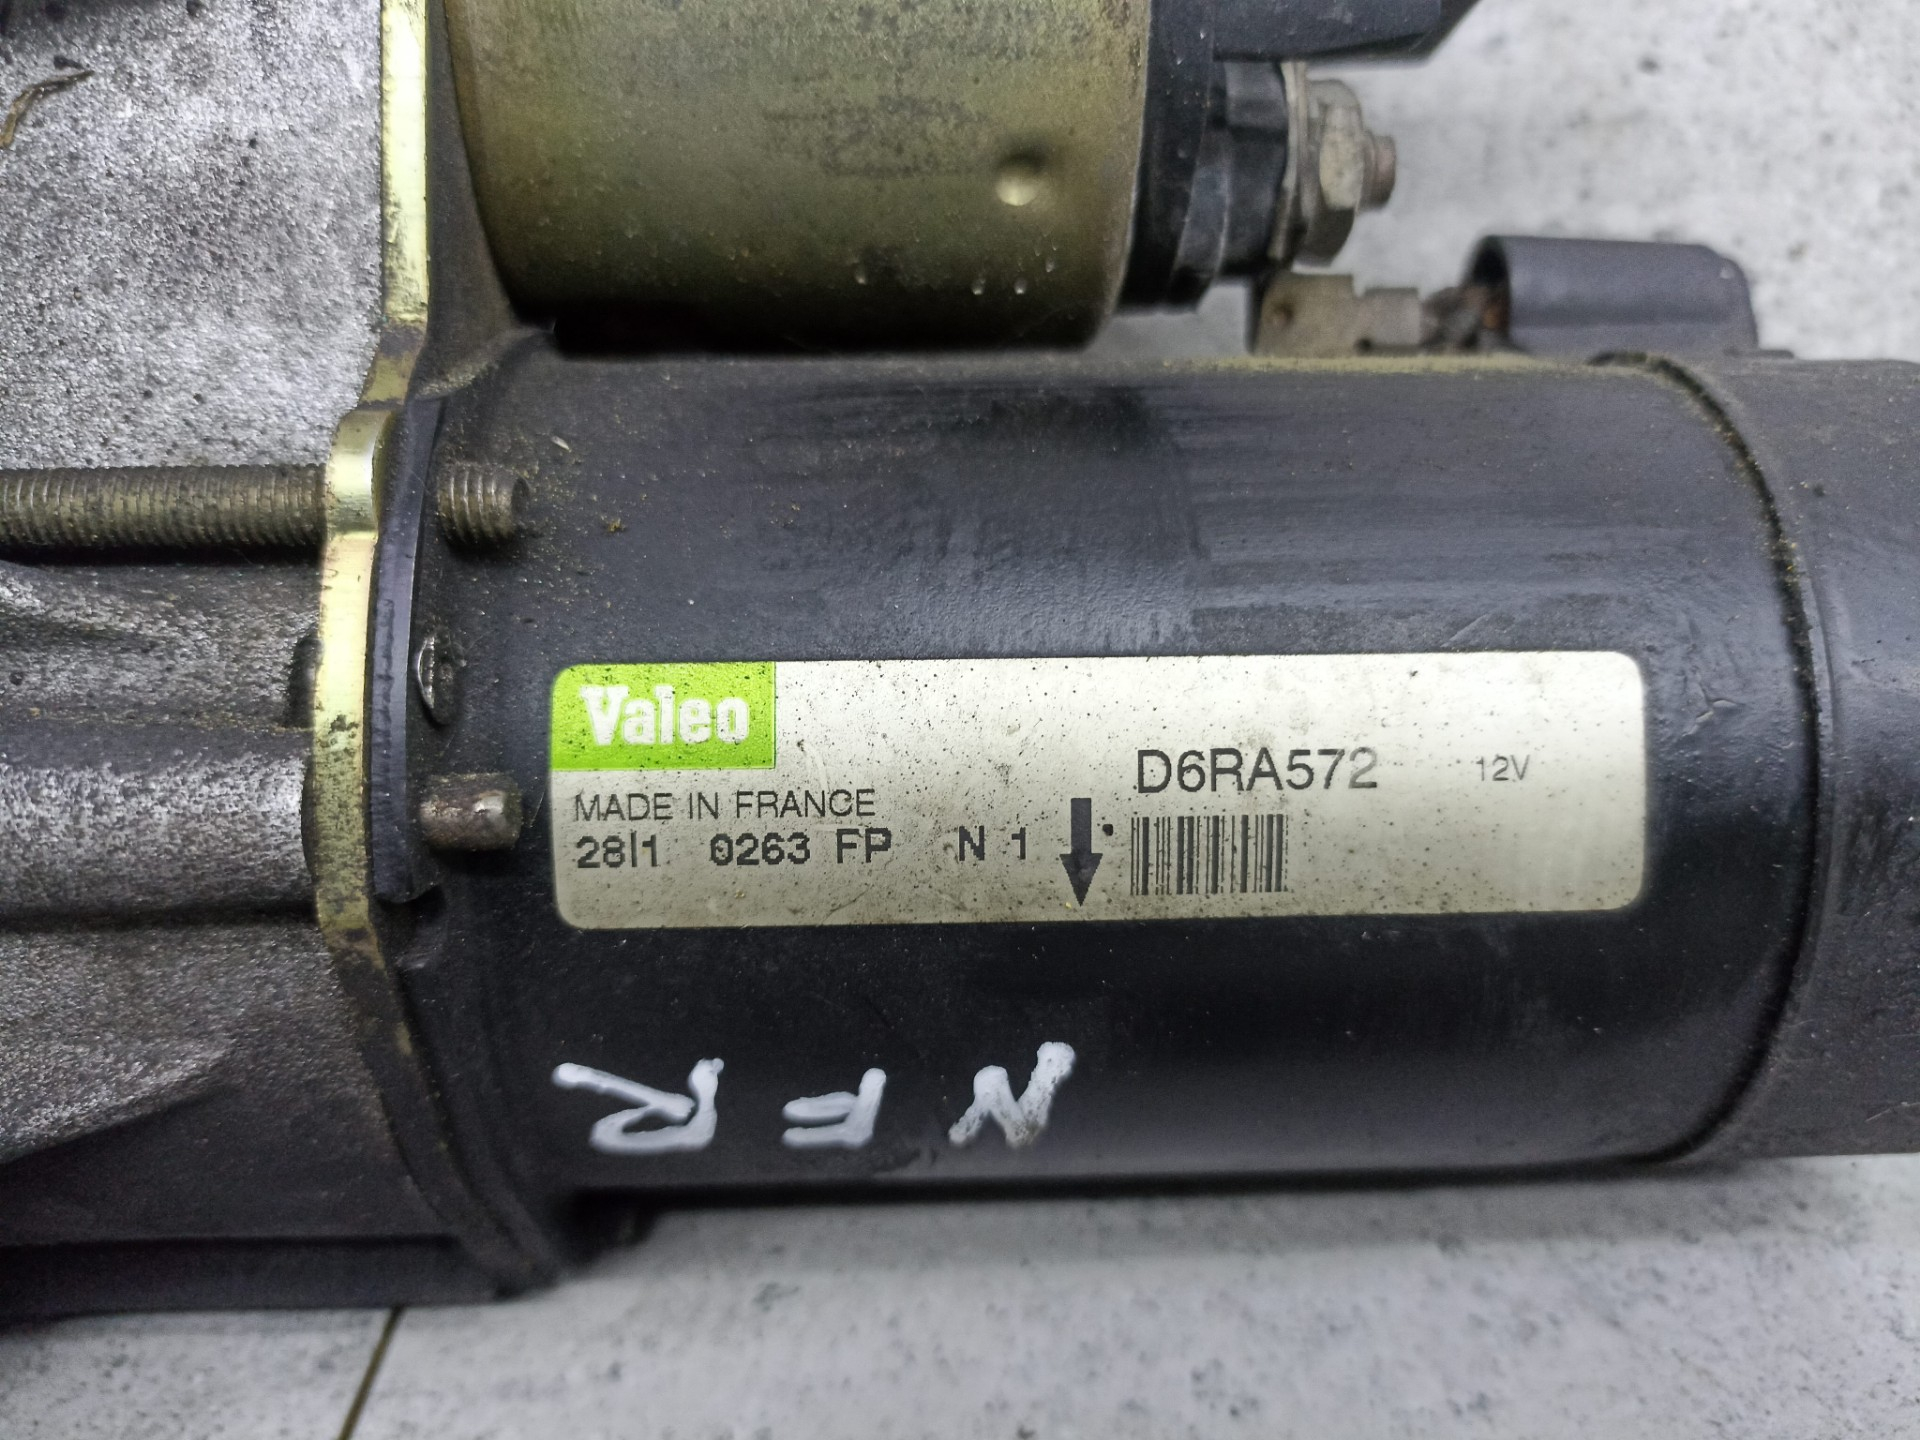 Valeo
D6RA572 12V
MADE IN FRANCE
28|1 0263 FP N 1
NFR